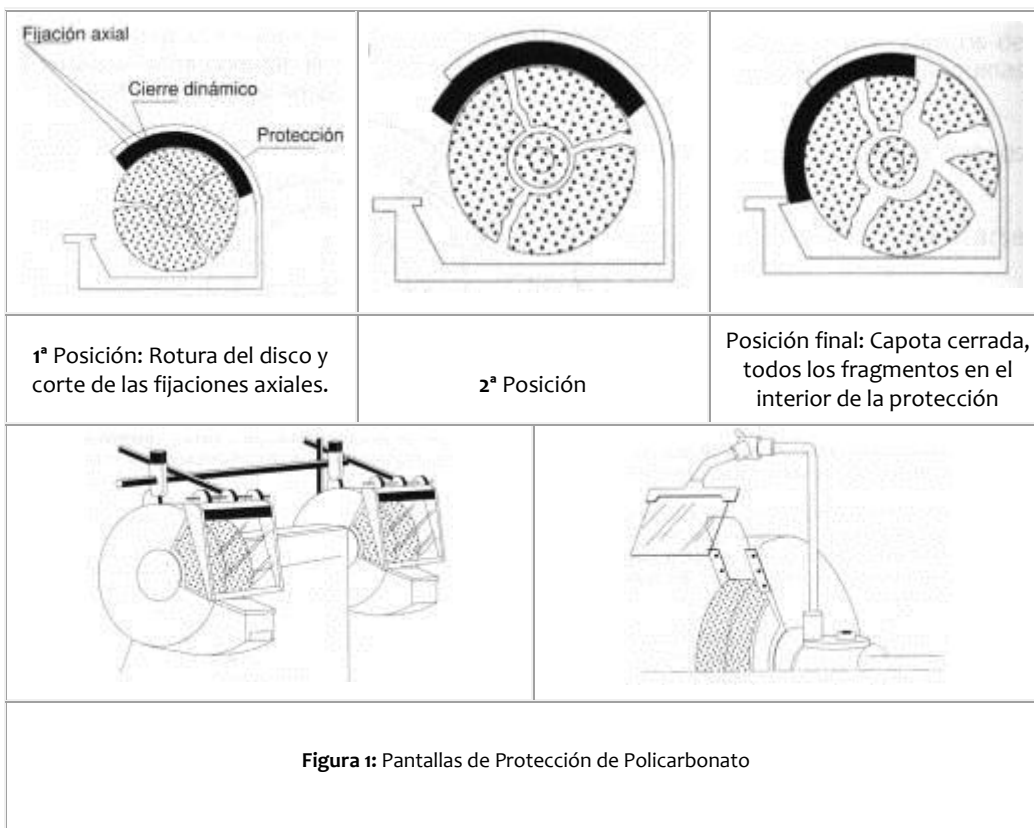 Fijación axial
Cierre dinámico
Protección
1ª Posición: Rotura del disco y
corte de las fijaciones axiales.
2ª Posición
Posición final: Capota cerrada,
todos los fragmentos en el
interior de la protección
Figura 1: Pantallas de Protección de Policarbonato